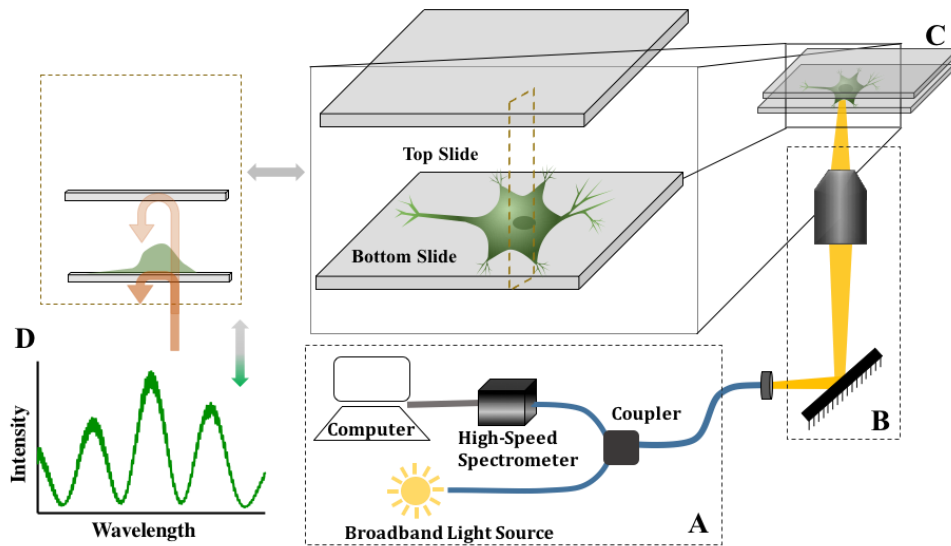 C
Top Slide
Bottom Slide
D
Intensity
Wavelength
Computer
High-Speed
Spectrometer
Coupler
Broadband Light Source
A
B